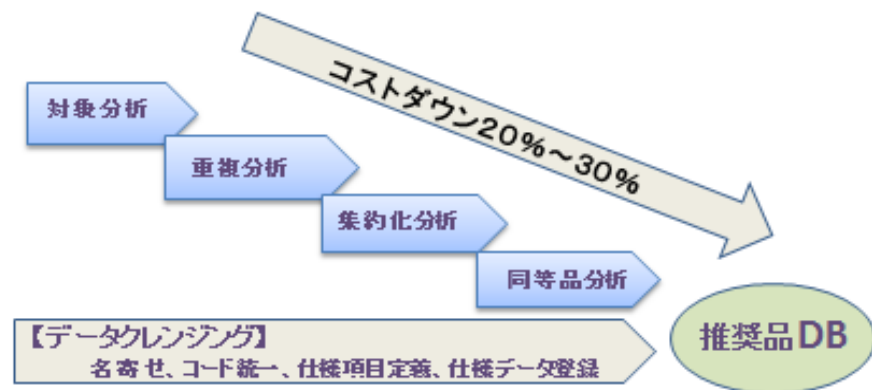 コストダウン20%~30%
対象分析
重複分析
集約化分析
同等品分析
【データクレンジング】
名寄せ、コード統一、仕様項目定義、仕様データ登録
推奨品DB